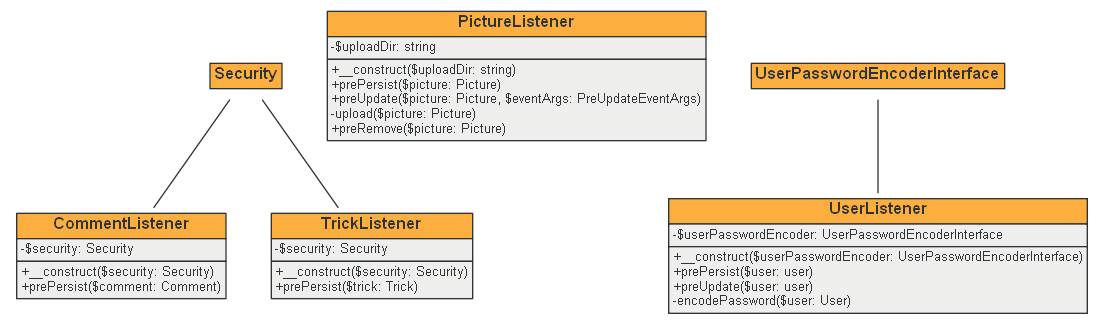 PictureListener
-$uploadDir: string
+__construct($uploadDir: string)
+prePersist($picture: Picture)
+preUpdate($picture: Picture, $eventArgs: PreUpdateEventArgs)
-upload($picture: Picture)
+preRemove($picture: Picture)
Security
UserPasswordEncoderInterface
CommentListener
-$security: Security
+__construct($security: Security)
+prePersist($comment: Comment)
TrickListener
-$security: Security
+__construct($security: Security)
+prePersist($trick: Trick)
UserListener
-$userPasswordEncoder: UserPasswordEncoderInterface
+__construct($userPasswordEncoder: UserPasswordEncoderInterface)
+prePersist($user: user)
+preUpdate($user: user)
-encodePassword($user: User)